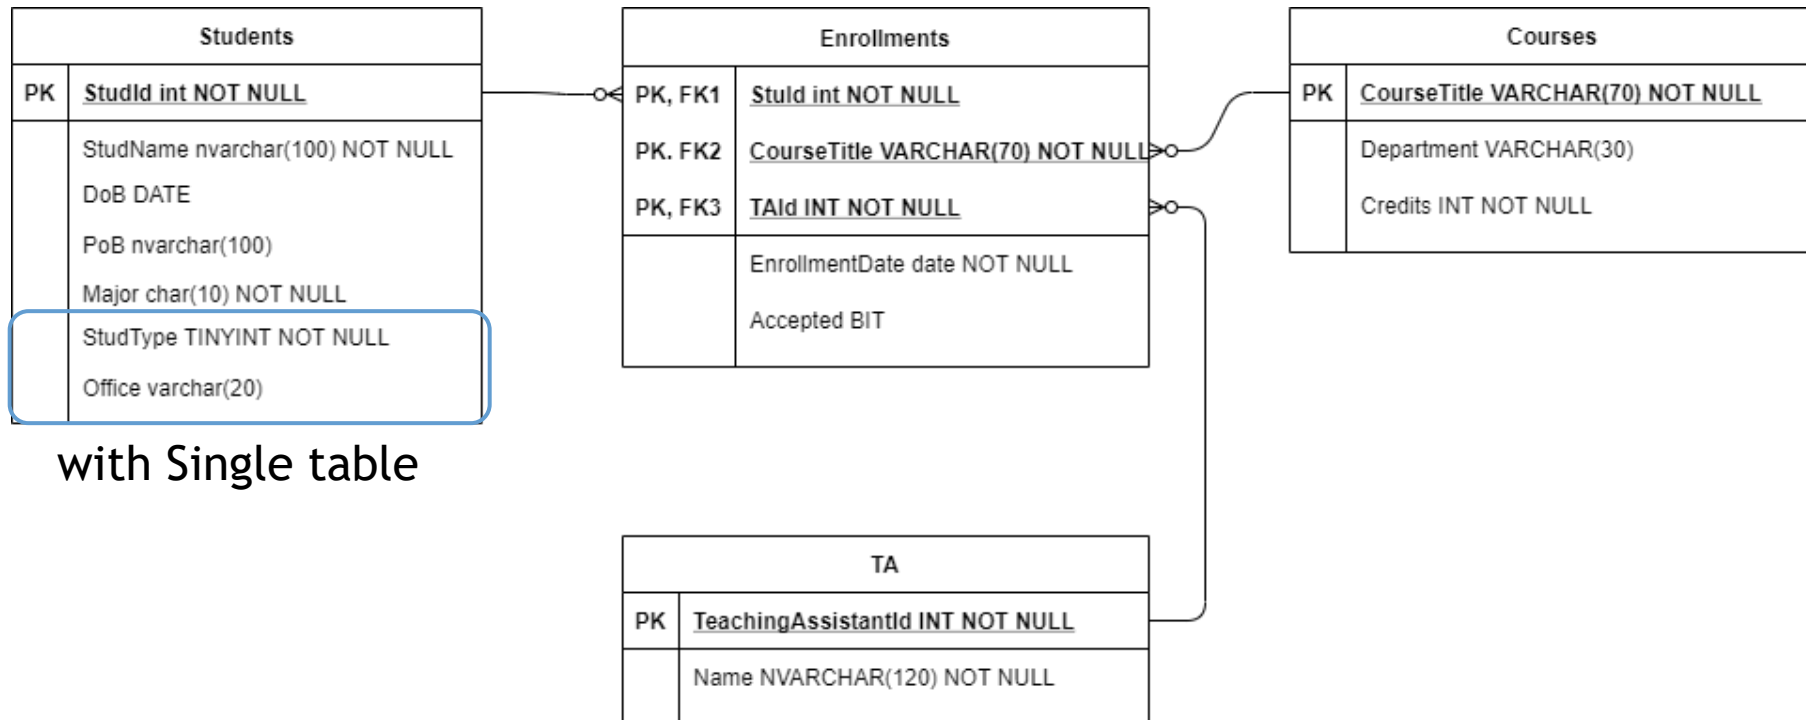 Students
PK StudId int NOT NULL
StudName nvarchar(100) NOT NULL
DoB DATE
PoB nvarchar(100)
Major char(10) NOT NULL
StudType TINYINT NOT NULL
Office varchar(20)
with Single table
Enrollments
PK, FK1 StuId int NOT NULL
PK. FK2 CourseTitle VARCHAR(70) NOT NULL
PK, FK3 TAId INT NOT NULL
EnrollmentDate date NOT NULL
Accepted BIT
Courses
PK CourseTitle VARCHAR(70) NOT NULL
Department VARCHAR(30)
Credits INT NOT NULL
TA
PK TeachingAssistantId INT NOT NULL
Name NVARCHAR(120) NOT NULL